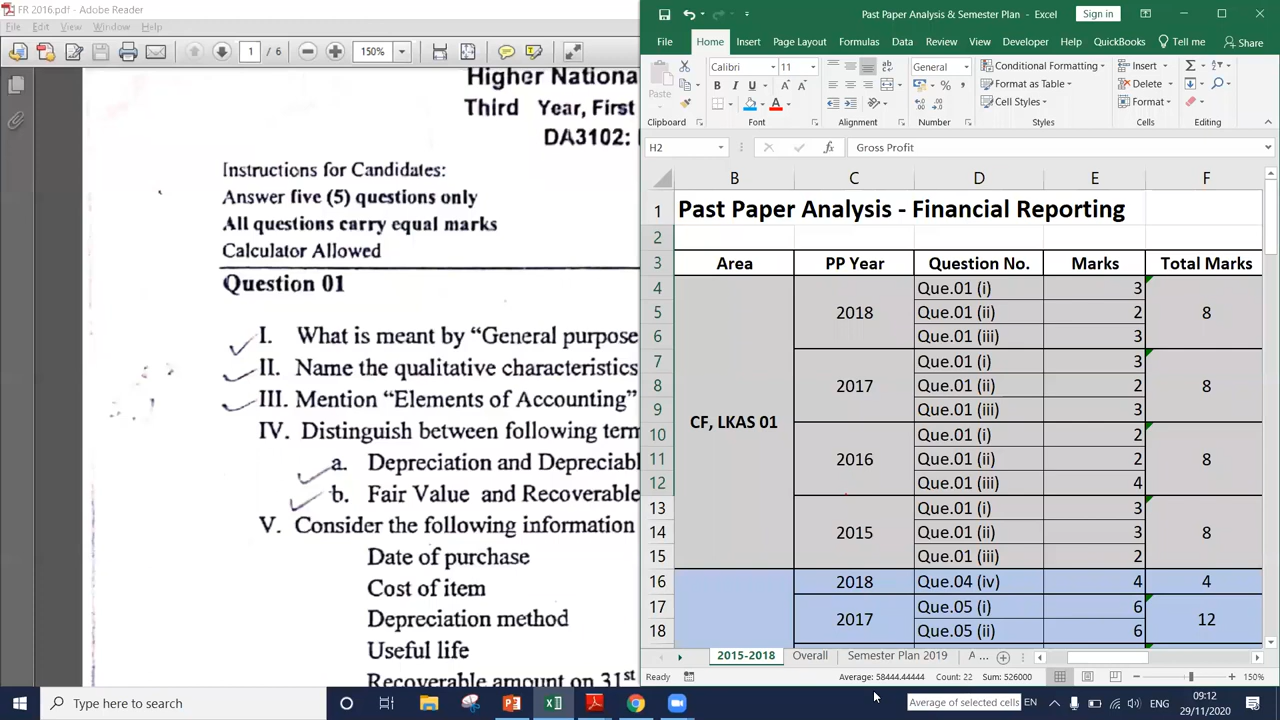 FR 2016.pdf - Adobe Reader
File Edit View Window Help
1 / 6 150%
Higher Nationa
Third Year, First
DA3102:
Instructions for Candidates:
Answer five (5) questions only
All questions carry equal marks
Calculator Allowed
Question 01
I. What is meant by "General purpose
II. Name the qualitative characteristics
III. Mention "Elements of Accounting"
IV. Distinguish between following term
a. Depreciation and Depreciabl
b. Fair Value and Recoverable
V. Consider the following information
Date of purchase
Cost of item
Depreciation method
Useful life
Recoverable amount on 31st
Past Paper Analysis & Semester Plan - Excel Sign in
File Home Insert Page Layout Formulas Data Review View Developer Help QuickBooks Tell me Share
Paste Calibri 11 General Conditional Formatting Insert
B I U Format as Table Delete
Cell Styles Format
Clipboard Font Alignment Number Styles Cells Editing
H2 fx Gross Profit
B C D E F
1 Past Paper Analysis - Financial Reporting
2
3 Area PP Year Question No. Marks Total Marks
4 Que.01 (i) 3
5 2018 Que.01 (ii) 2 8
6 Que.01 (iii) 3
7 Que.01 (i) 3
8 2017 Que.01 (ii) 2 8
9 Que.01 (iii) 3
CF, LKAS 01
10 Que.01 (i) 2
11 2016 Que.01 (ii) 2 8
12 Que.01 (iii) 4
13 Que.01 (i) 3
14 2015 Que.01 (ii) 3 8
15 Que.01 (iii) 2
16 2018 Que.04 (iv) 4 4
17 Que.05 (i) 6
2017 12
18 Que.05 (ii) 6
2015-2018 Overall Semester Plan 2019 A ...
Ready Average: 58444.44444 Count: 22 Sum: 526000 150%
Type here to search
Average of selected cells
EN ENG
09:12
29/11/2020